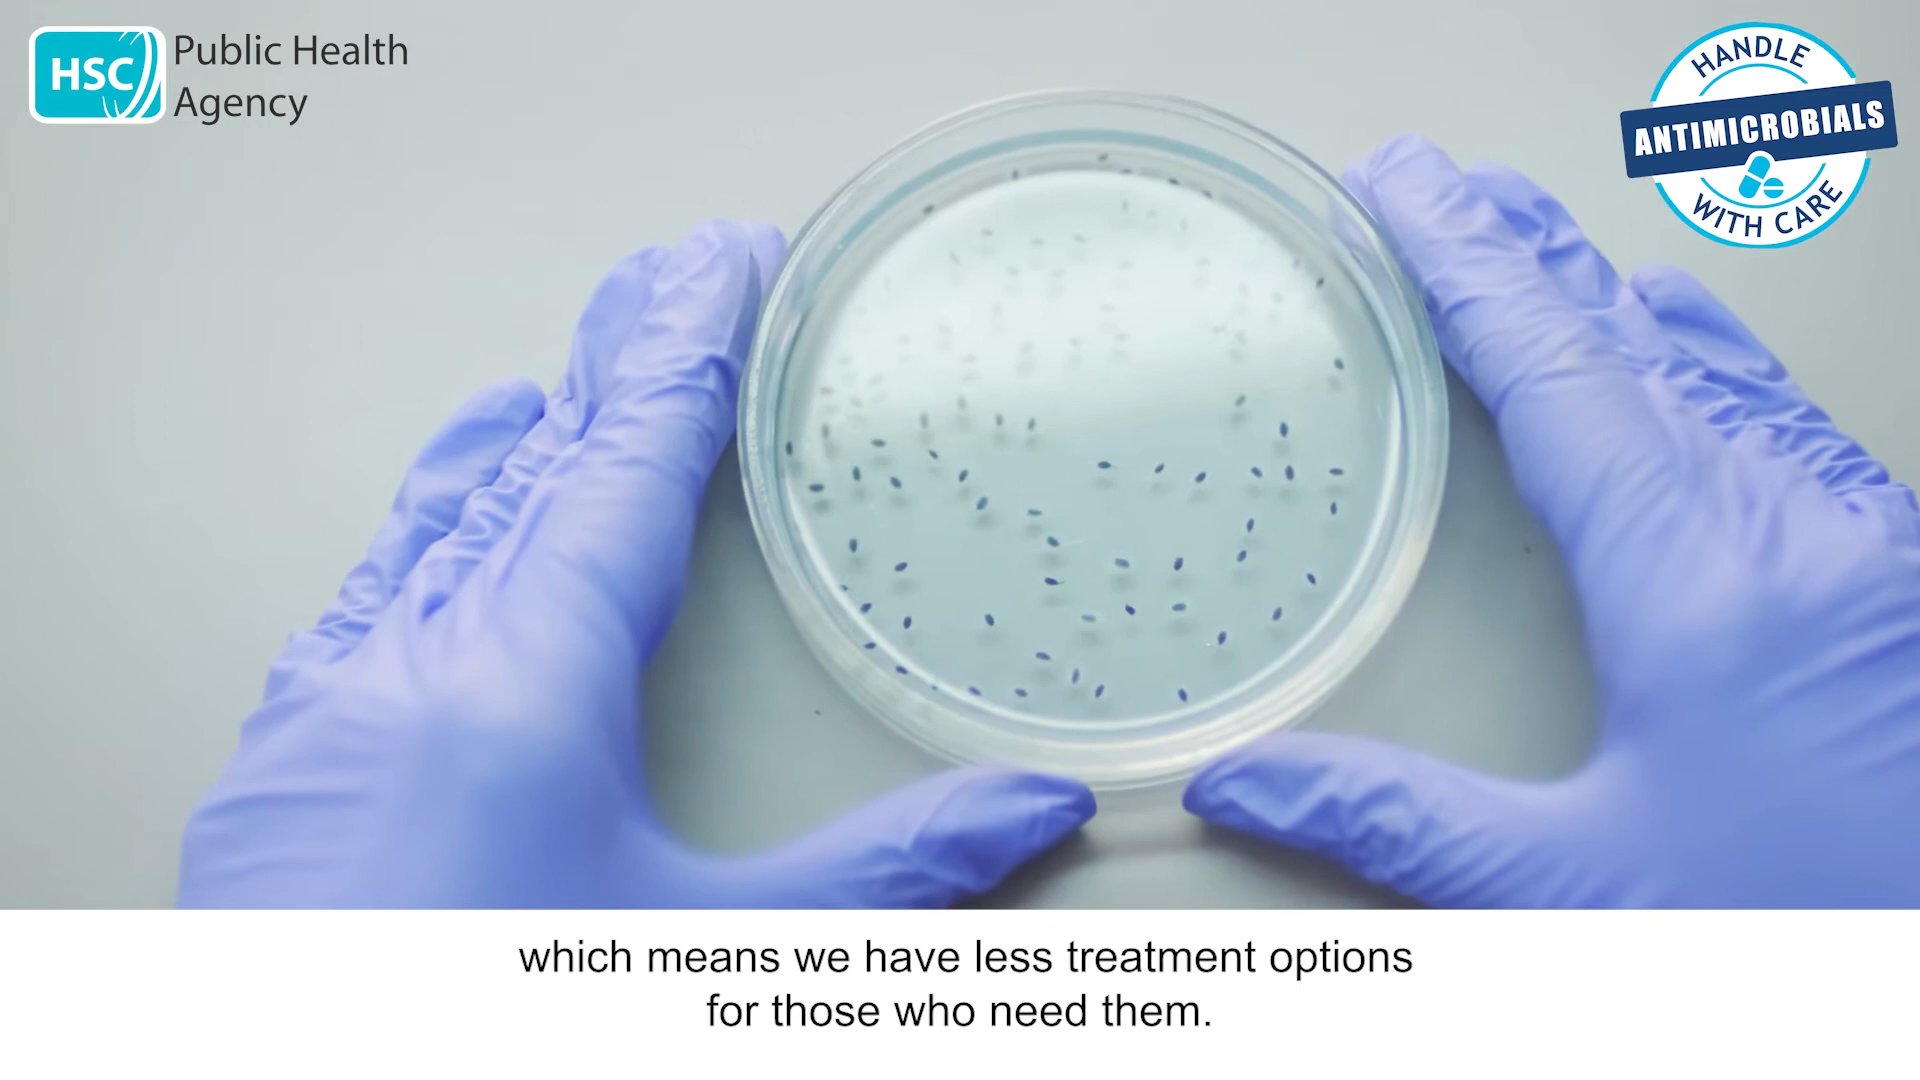 HSC Public Health
Agency
HANDLE
ANTIMICROBIALS
WITH CARE
which means we have less treatment options
for those who need them.